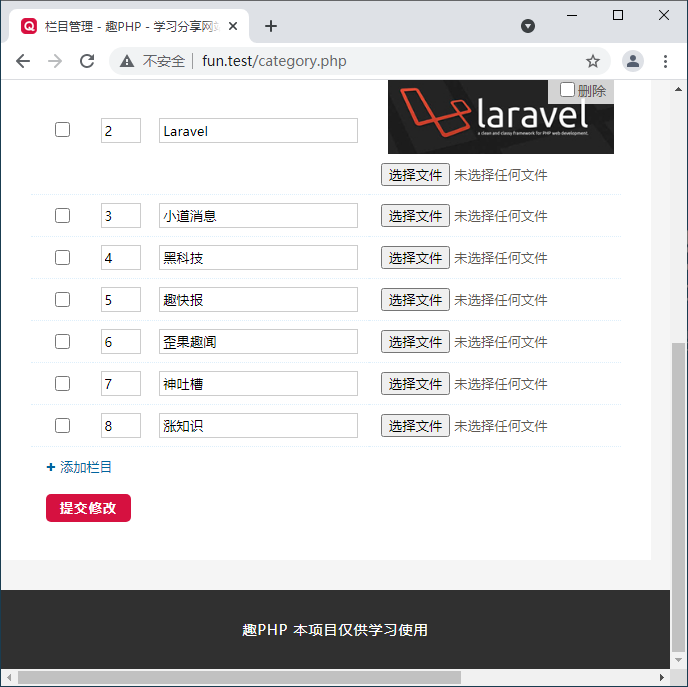 栏目管理 - 趣PHP - 学习分享网站
不安全 fun.test/category.php
删除
laravel
a clean and classy framework for PHP web development.
2 Laravel
选择文件 未选择任何文件
3 小道消息 选择文件 未选择任何文件
4 黑科技 选择文件 未选择任何文件
5 趣快报 选择文件 未选择任何文件
6 歪果趣闻 选择文件 未选择任何文件
7 神吐槽 选择文件 未选择任何文件
8 涨知识 选择文件 未选择任何文件
+ 添加栏目
提交修改
趣PHP 本项目仅供学习使用